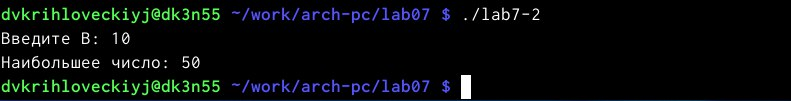 dvkrihloveckiyj@dk3n55 ~/work/arch-pc/lab07 $ ./lab7-2
Введите В: 10
Наибольшее число: 50
dvkrihloveckiyj@dk3n55 ~/work/arch-pc/lab07 $